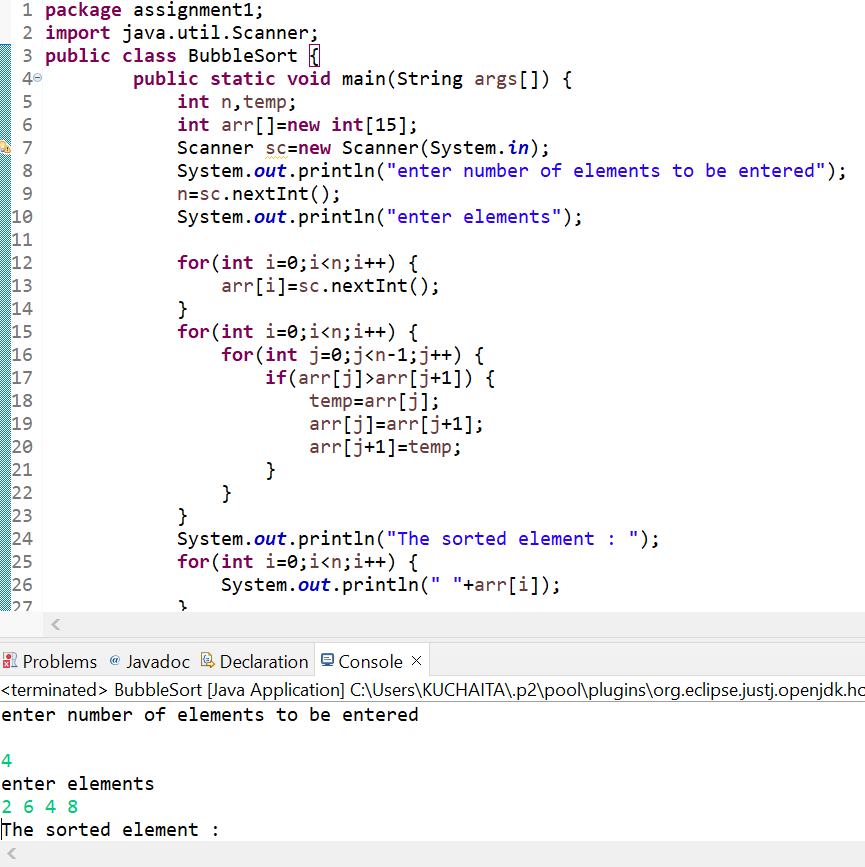 1 package assignment1;
2 import java.util.Scanner;
3 public class BubbleSort {
4 public static void main(String args[]) {
5 int n,temp;
6 int arr[]=new int[15];
7 Scanner sc=new Scanner(System.in);
8 System.out.println("enter number of elements to be entered");
9 n=sc.nextInt();
10 System.out.println("enter elements");
11
12 for(int i=0;i<n;i++) {
13 arr[i]=sc.nextInt();
14 }
15 for(int i=0;i<n;i++) {
16 for(int j=0;j<n-1;j++) {
17 if(arr[j]>arr[j+1]) {
18 temp=arr[j];
19 arr[j]=arr[j+1];
20 arr[j+1]=temp;
21 }
22 }
23 }
24 System.out.println("The sorted element : ");
25 for(int i=0;i<n;i++) {
26 System.out.println(" "+arr[i]);
27 }
Problems @ Javadoc Declaration Console
<terminated> BubbleSort [Java Application] C:\Users\KUCHAITA\.p2\pool\plugins\org.eclipse.justj.openjdk.ho
enter number of elements to be entered
4
enter elements
2 6 4 8
The sorted element :